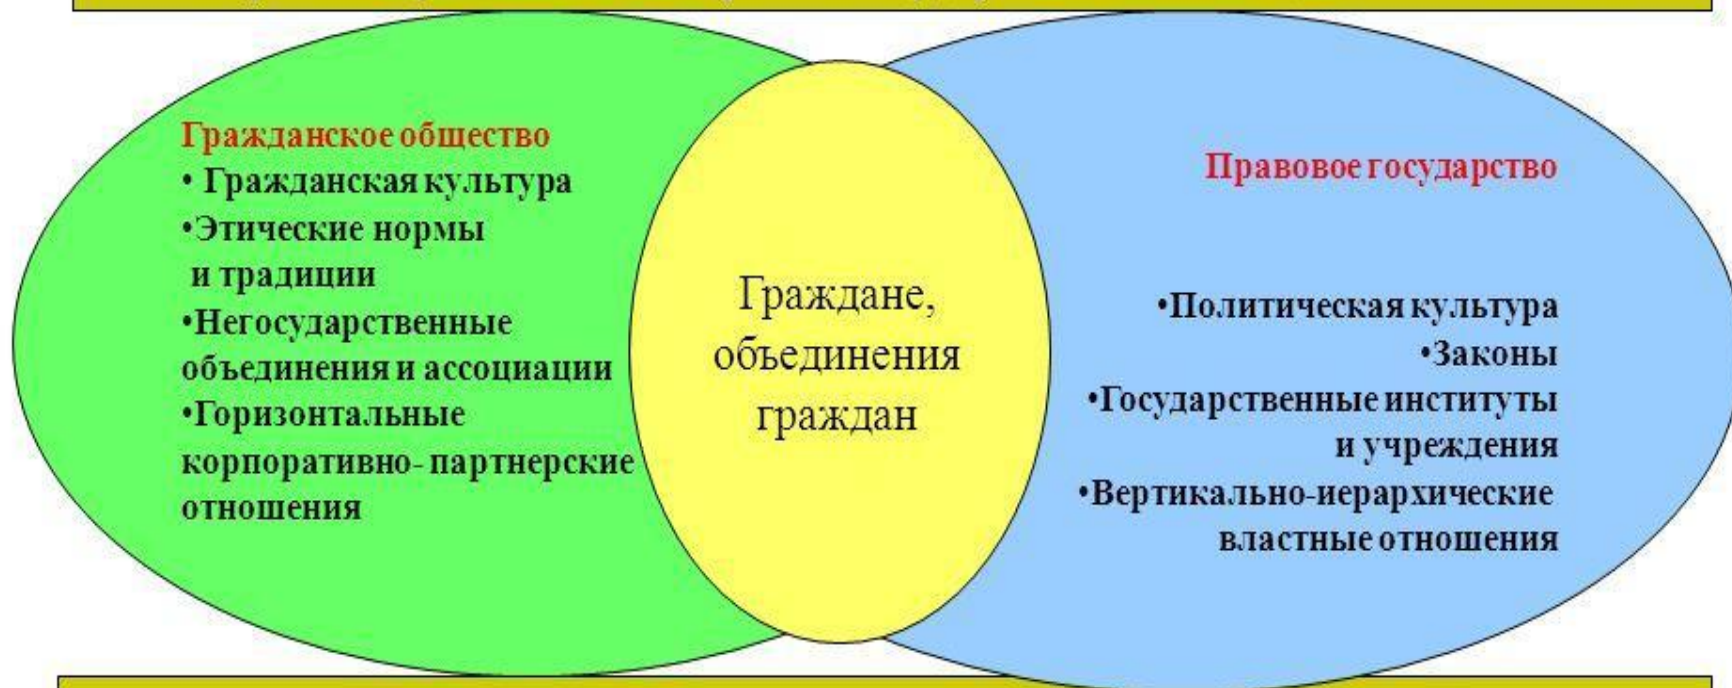 Гражданское общество
• Гражданская культура
•Этические нормы
и традиции
•Негосударственные
объединения и ассоциации
•Горизонтальные
корпоративно- партнерские
отношения
Граждане,
объединения
граждан
Правовое государство
•Политическая культура
•Законы
•Государственные институты
и учреждения
•Вертикально-иерархические
властные отношения